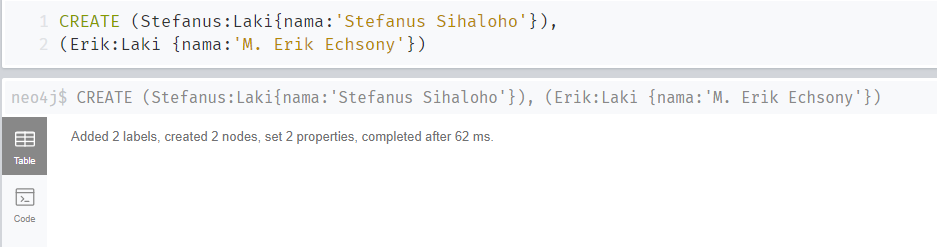 1 CREATE (Stefanus:Laki{nama:'Stefanus Sihaloho'}),
2 (Erik:Laki {nama:'M. Erik Echsony'})
neo4j$ CREATE (Stefanus:Laki{nama:'Stefanus Sihaloho'}), (Erik:Laki {nama:'M. Erik Echsony'})
Added 2 labels, created 2 nodes, set 2 properties, completed after 62 ms.
Table
Code